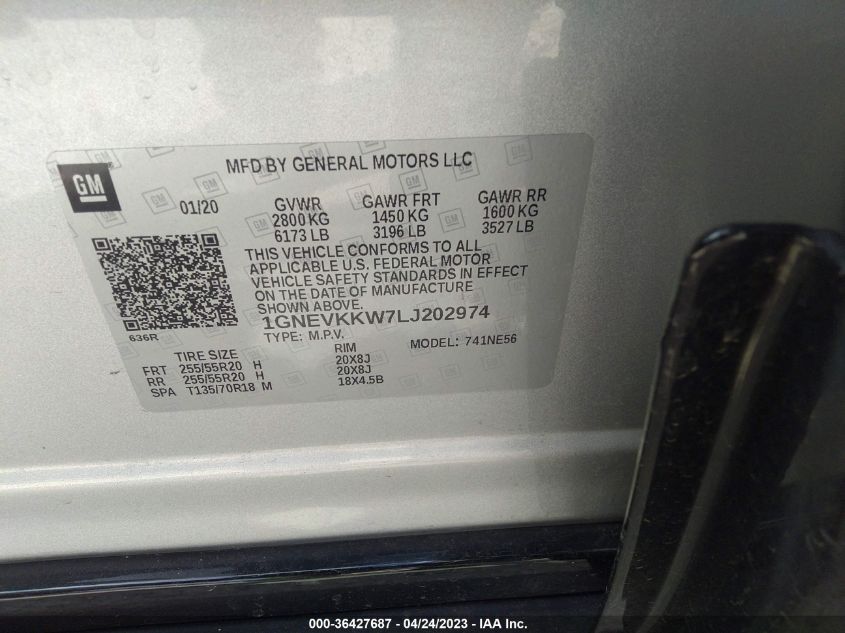 GM
MFD BY GENERAL MOTORS LLC
01/20
GVWR GAWR FRT GAWR RR
2800 KG 1450 KG 1600 KG
6173 LB 3196 LB 3527 LB
THIS VEHICLE CONFORMS TO ALL
APPLICABLE U.S. FEDERAL MOTOR
VEHICLE SAFETY STANDARDS IN EFFECT
ON THE DATE OF MANUFACTURE
SHOWN ABOVE.
1GNEVKKW7LJ202974
636R
TYPE: M.P.V. MODEL: 741NE56
TIRE SIZE RIM
FRT 255/55R20 H 20X8J
RR 255/55R20 H 20X8J
SPA T135/70R18 M 18X4.5B
000-36427687 - 04/24/2023 - IAA Inc.